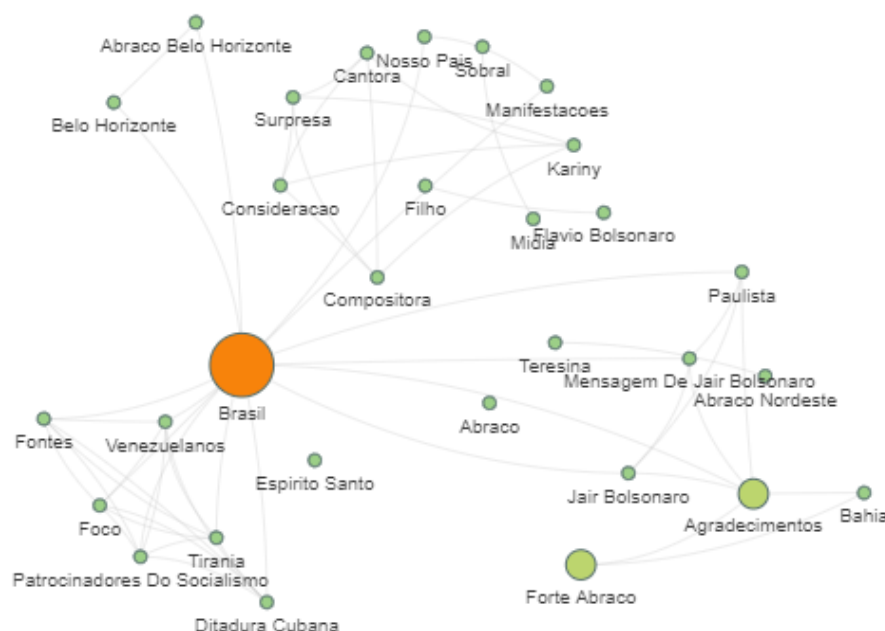 Abraco Belo Horizonte
Nosso Pais
Cantora
Sobral
Belo Horizonte
Surpresa
Manifestacoes
Kariny
Consideracao
Filho
Midia
Flavio Bolsonaro
Compositora
Paulista
Teresina
Mensagem De Jair Bolsonaro
Abraco Nordeste
Brasil
Abraco
Fontes
Venezuelanos
Espirito Santo
Jair Bolsonaro
Agradecimentos
Bahia
Foco
Tirania
Patrocinadores Do Socialismo
Forte Abraco
Ditadura Cubana